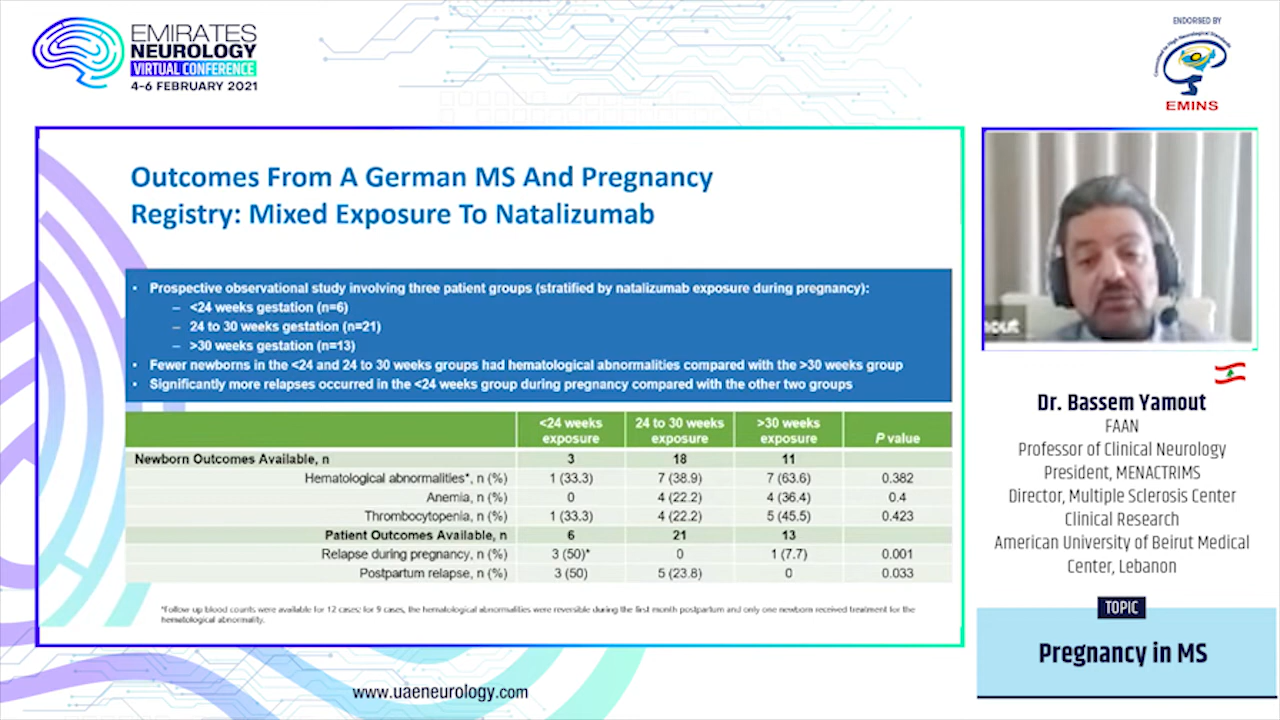 EMIRATES
NEUROLOGY
VIRTUAL CONFERENCE
4-6 FEBRUARY 2021
ENDORSED BY
Committed to High Neurological Standards
EMINS
Outcomes From A German MS And Pregnancy
Registry: Mixed Exposure To Natalizumab
• Prospective observational study involving three patient groups (stratified by natalizumab exposure during pregnancy):
– <24 weeks gestation (n=6)
– 24 to 30 weeks gestation (n=21)
– >30 weeks gestation (n=13)
• Fewer newborns in the <24 and 24 to 30 weeks groups had hematological abnormalities compared with the >30 weeks group
• Significantly more relapses occurred in the <24 weeks group during pregnancy compared with the other two groups
<24 weeks exposure 24 to 30 weeks exposure >30 weeks exposure P value
Newborn Outcomes Available, n 3 18 11
Hematological abnormalities*, n (%) 1 (33.3) 7 (38.9) 7 (63.6) 0.382
Anemia, n (%) 0 4 (22.2) 4 (36.4) 0.4
Thrombocytopenia, n (%) 1 (33.3) 4 (22.2) 5 (45.5) 0.423
Patient Outcomes Available, n 6 21 13
Relapse during pregnancy, n (%) 3 (50)* 0 1 (7.7) 0.001
Postpartum relapse, n (%) 3 (50) 5 (23.8) 0 0.033
*Follow up blood counts were available for 12 cases; for 9 cases, the hematological abnormalities were reversible during the first month postpartum and only one newborn received treatment for the
hematological abnormality.
www.uaeneurology.com
mout
Dr. Bassem Yamout
FAAN
Professor of Clinical Neurology
President, MENACTRIMS
Director, Multiple Sclerosis Center
Clinical Research
American University of Beirut Medical
Center, Lebanon
TOPIC
Pregnancy in MS